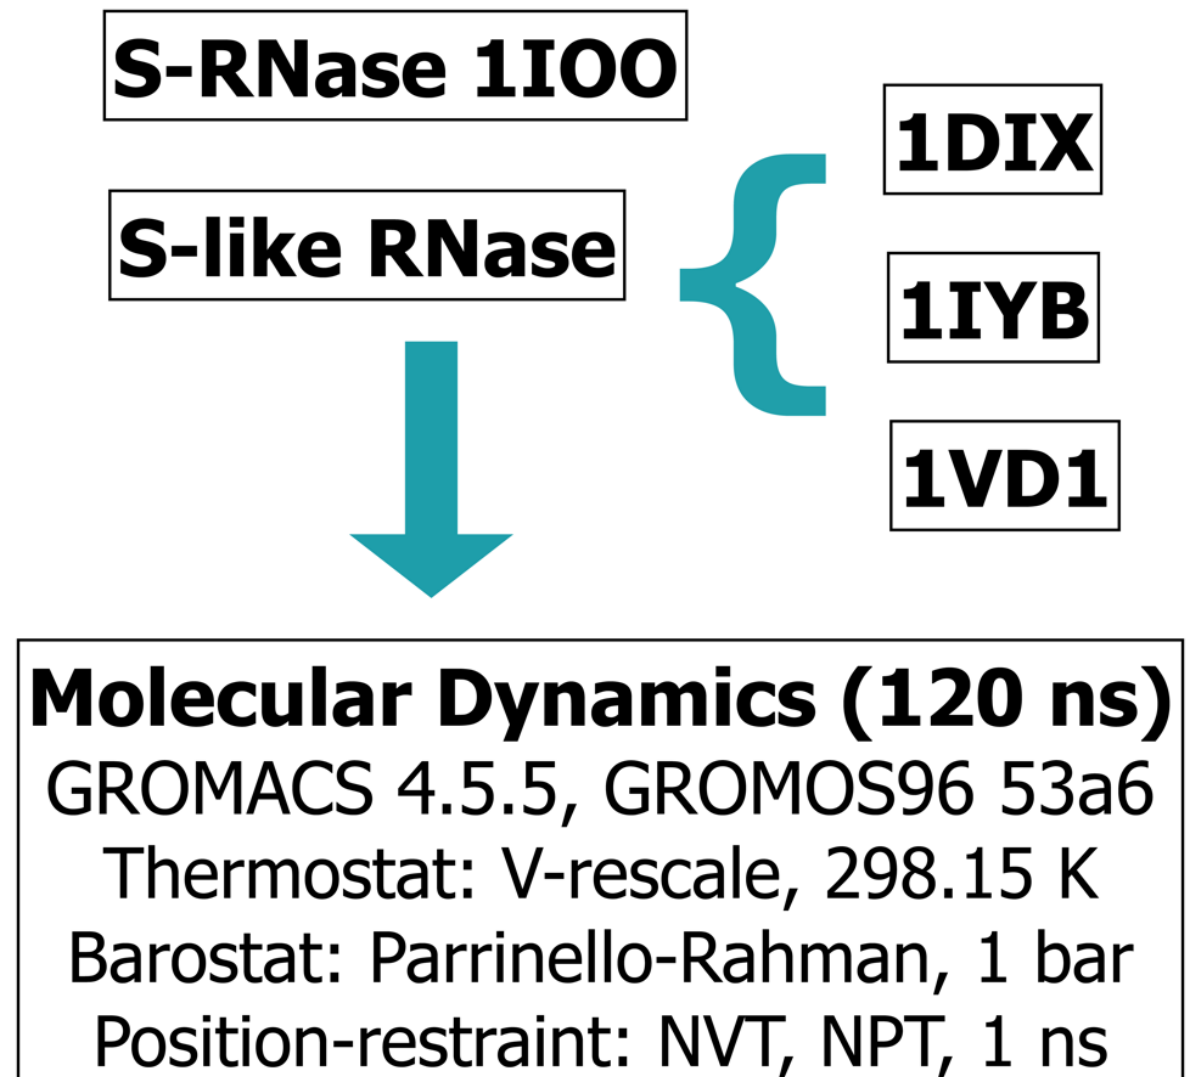 S-RNase 1IOO
S-like RNase
1DIX
1IYB
1VD1
Molecular Dynamics (120 ns)
GROMACS 4.5.5, GROMOS96 53a6
Thermostat: V-rescale, 298.15 K
Barostat: Parrinello-Rahman, 1 bar
Position-restraint: NVT, NPT, 1 ns